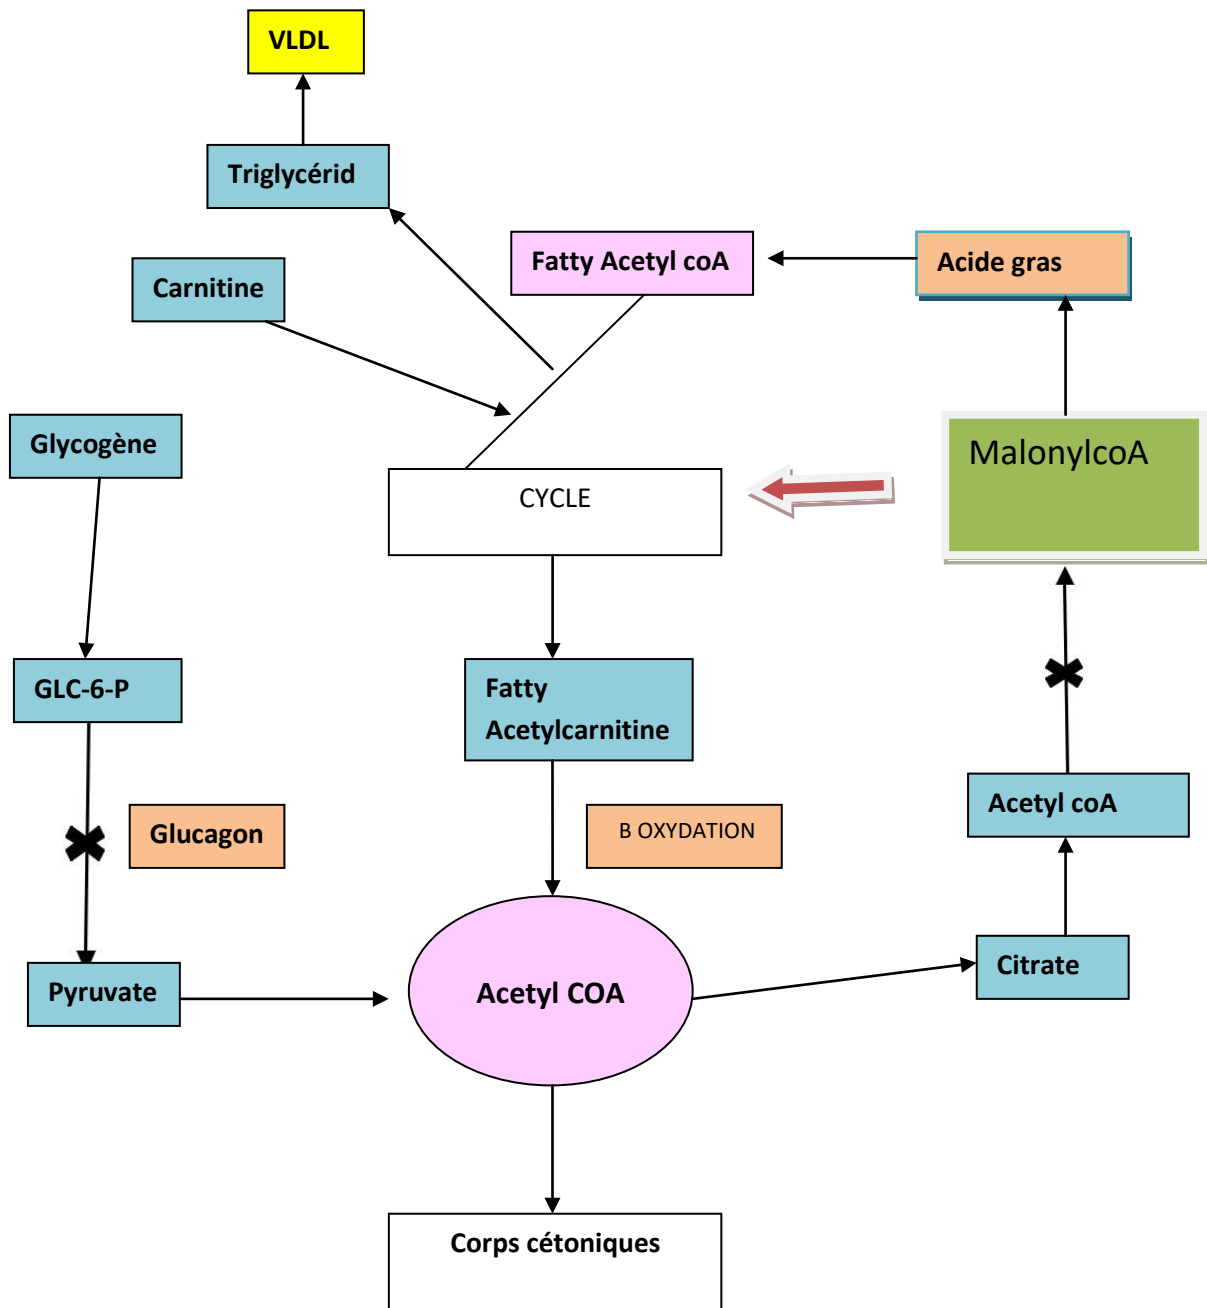 VLDL
Triglycérid
Fatty Acetyl coA
Acide gras
Carnitine
Glycogène
MalonylcoA
CYCLE
GLC-6-P
Fatty
Acetylcarnitine
Acetyl coA
Glucagon
B OXYDATION
Citrate
Pyruvate
Acetyl COA
Corps cétoniques